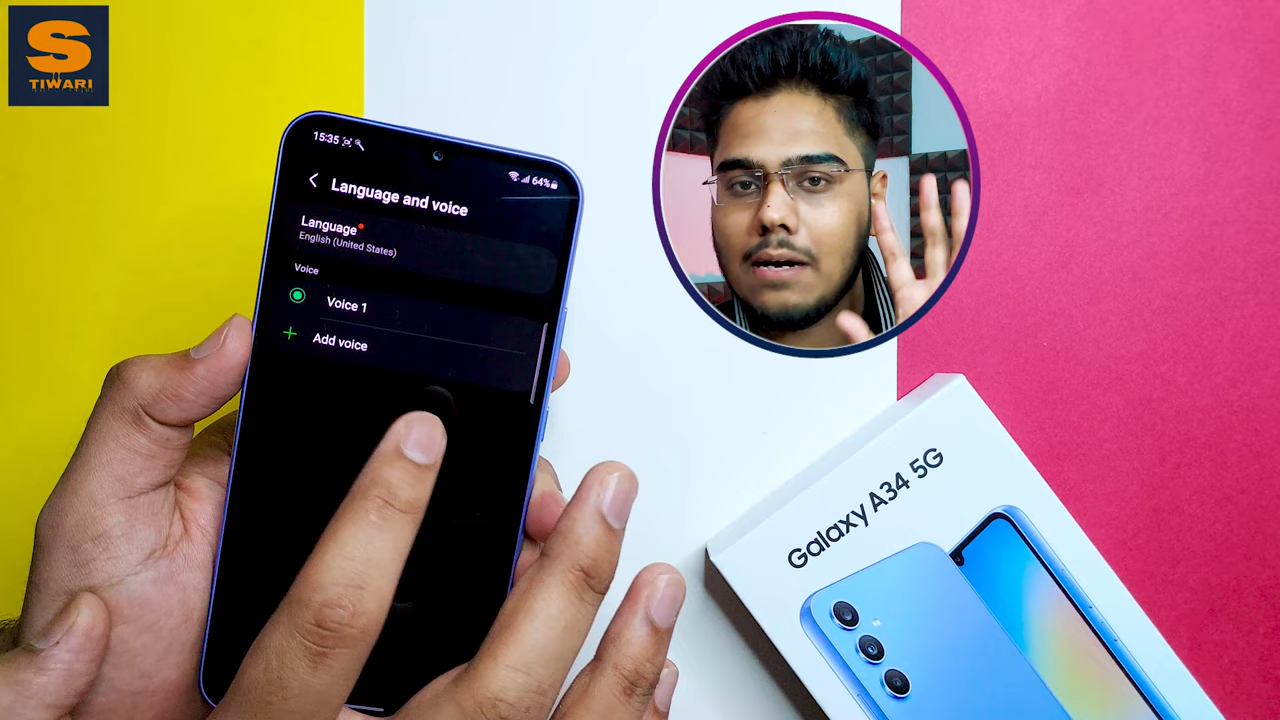 S
TIWARI
15:35
64%
Language and voice
Language
English (United States)
Voice
Voice 1
Add voice
Galaxy A34 5G